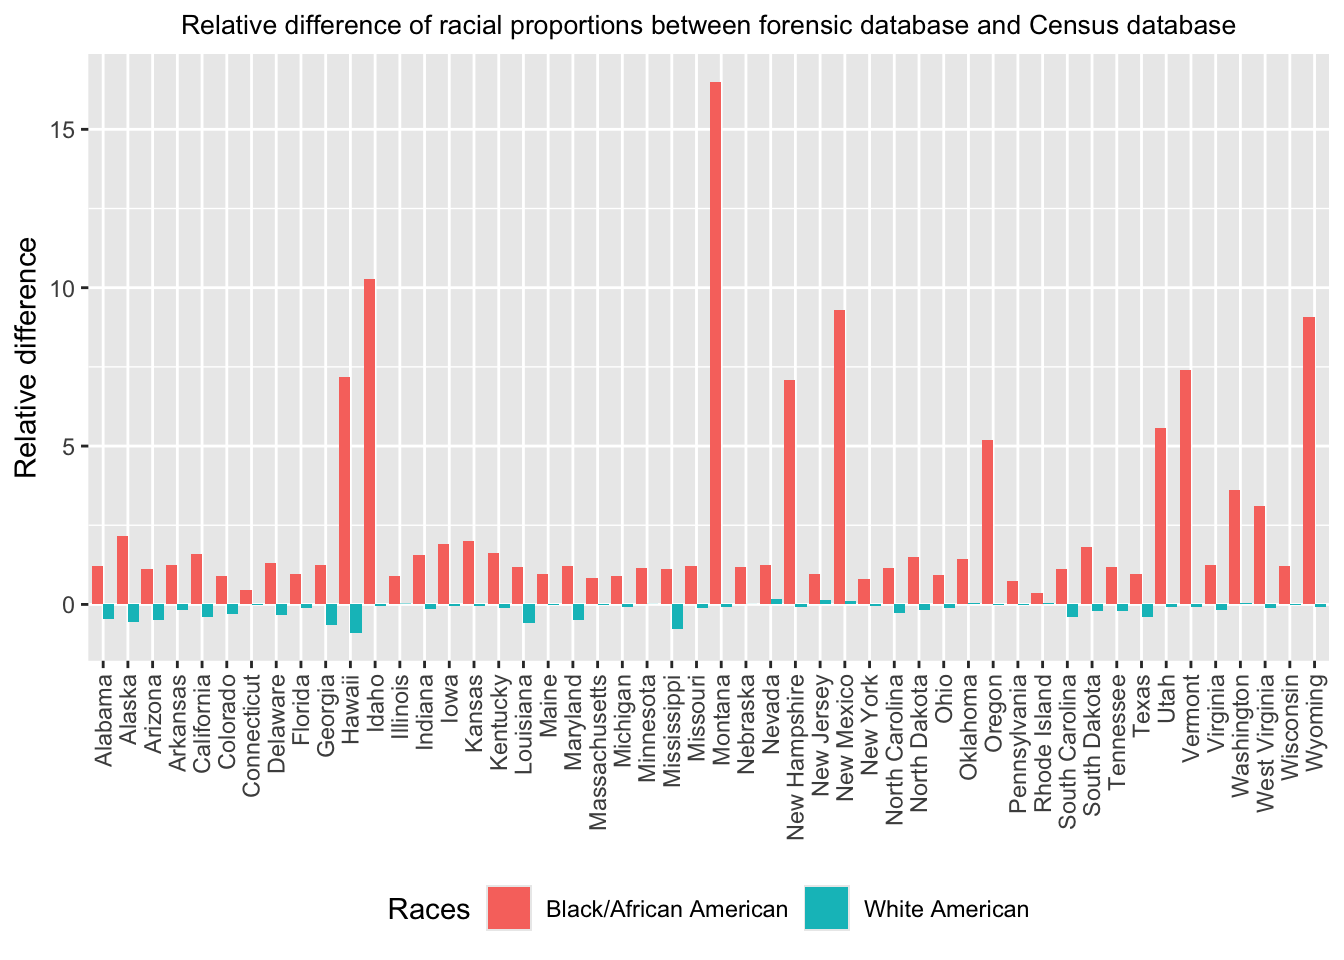 Relative difference of racial proportions between forensic database and Census database
Relative difference
15
10
5
0
Alabama
Alaska
Arizona
Arkansas
California
Colorado
Connecticut
Delaware
Florida
Georgia
Hawaii
Idaho
Illinois
Indiana
Iowa
Kansas
Kentucky
Louisiana
Maine
Maryland
Massachusetts
Michigan
Minnesota
Mississippi
Missouri
Montana
Nebraska
Nevada
New Hampshire
New Jersey
New Mexico
New York
North Carolina
North Dakota
Ohio
Oklahoma
Oregon
Pennsylvania
Rhode Island
South Carolina
South Dakota
Tennessee
Texas
Utah
Vermont
Virginia
Washington
West Virginia
Wisconsin
Wyoming
Races
Black/African American
White American